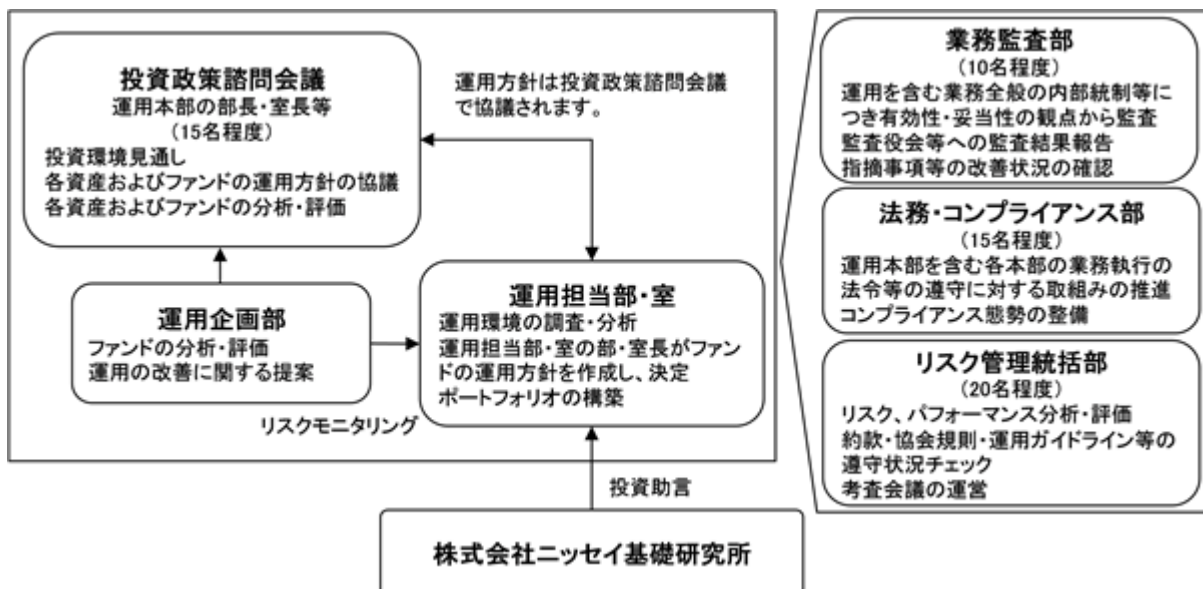 投資政策諮問会議
運用本部の部長・室長等
(15名程度)
投資環境見通し
各資産およびファンドの運用方針の協議
各資産およびファンドの分析・評価
運用方針は投資政策諮問会議
で協議されます。
運用企画部
ファンドの分析・評価
運用の改善に関する提案
リスクモニタリング
運用担当部・室
運用環境の調査・分析
運用担当部・室の部・室長がファン
ドの運用方針を作成し、決定
ポートフォリオの構築
投資助言
株式会社ニッセイ基礎研究所
業務監査部
(10名程度)
運用を含む業務全般の内部統制等に
つき有効性・妥当性の観点から監査
監査役会等への監査結果報告
指摘事項等の改善状況の確認
法務・コンプライアンス部
(15名程度)
運用本部を含む各本部の業務執行の
法令等の遵守に対する取組みの推進
コンプライアンス態勢の整備
リスク管理統括部
(20名程度)
リスク、パフォーマンス分析・評価
約款・協会規則・運用ガイドライン等の
遵守状況チェック
考査会議の運営